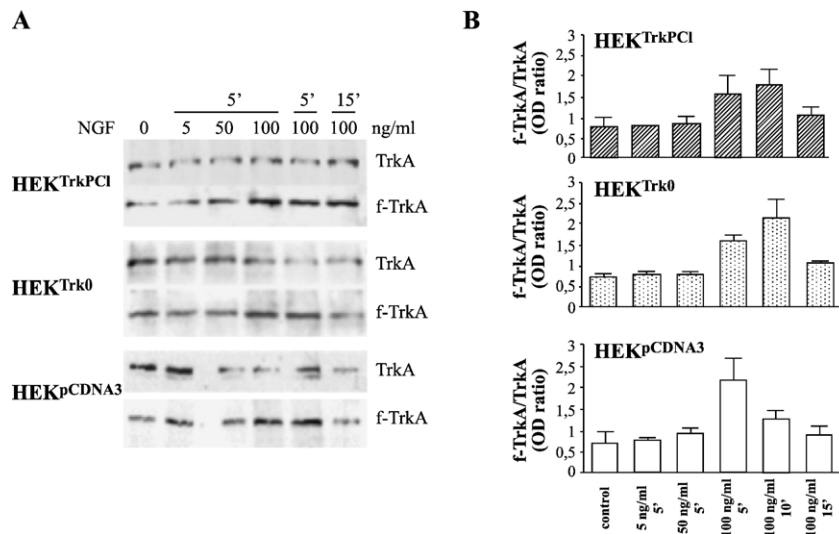 A
5' 5' 15'
NGF 0 5 50 100 100 100 ng/ml
HEKTrkPCl
TrkA
f-TrkA
HEKTrk0
TrkA
f-TrkA
HEKpCDNA3
TrkA
f-TrkA
B
HEKTrkPCl
f-TrkA/TrkA
(OD ratio)
3
2,5
2
1,5
1
0,5
0
HEKTrk0
f-TrkA/TrkA
(OD ratio)
3
2,5
2
1,5
1
0,5
0
HEKpCDNA3
f-TrkA/TrkA
(OD ratio)
3
2,5
2
1,5
1
0,5
0
control
5 ng/ml
5'
50 ng/ml
5'
100 ng/ml
5'
100 ng/ml
10'
100 ng/ml
15'